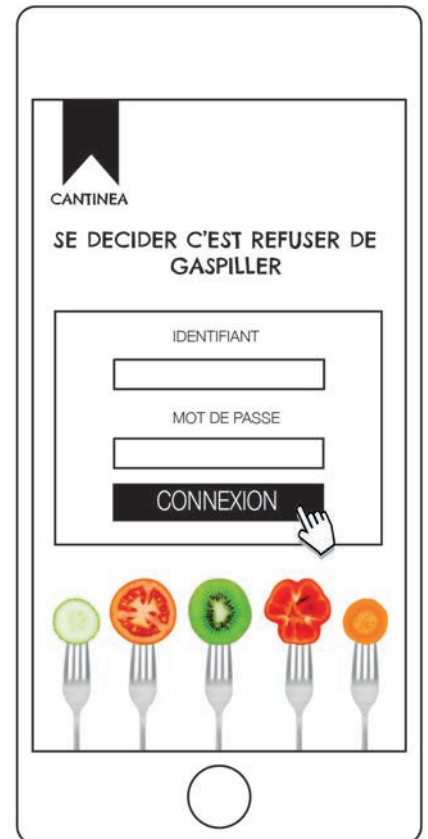 CANTINEA
SE DECIDER C'EST REFUSER DE
GASPILLER
IDENTIFIANT
MOT DE PASSE
CONNEXION